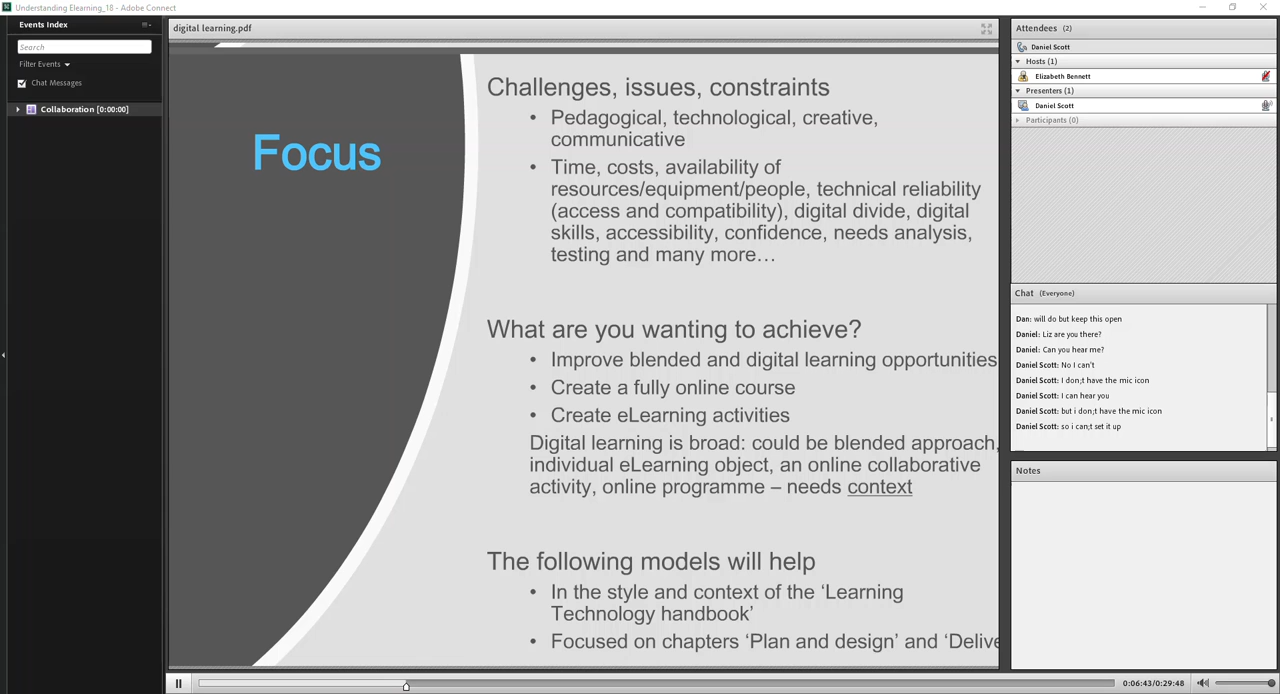 Understanding Elearning_18 - Adobe Connect
Events Index
Search
Filter Events
Chat Messages
Collaboration [0:00:00]
digital learning.pdf
Focus
Challenges, issues, constraints
• Pedagogical, technological, creative,
communicative
• Time, costs, availability of
resources/equipment/people, technical reliability
(access and compatibility), digital divide, digital
skills, accessibility, confidence, needs analysis,
testing and many more…
What are you wanting to achieve?
• Improve blended and digital learning opportunities
• Create a fully online course
• Create eLearning activities
Digital learning is broad: could be blended approach,
individual eLearning object, an online collaborative
activity, online programme – needs context
The following models will help
• In the style and context of the ‘Learning
Technology handbook’
• Focused on chapters ‘Plan and design’ and ‘Delive
Attendees (2)
Daniel Scott
Hosts (1)
Elizabeth Bennett
Presenters (1)
Daniel Scott
Participants (0)
Chat (Everyone)
Dan: will do but keep this open
Daniel: Liz are you there?
Daniel: Can you hear me?
Daniel Scott: No I can't
Daniel Scott: I don;t have the mic icon
Daniel Scott: I can hear you
Daniel Scott: but i don;t have the mic icon
Daniel Scott: so i can;t set it up
Notes
0:06:43/0:29:48